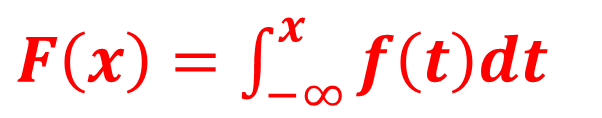 F(x) = ∫_{-∞}^{x} f(t)dt